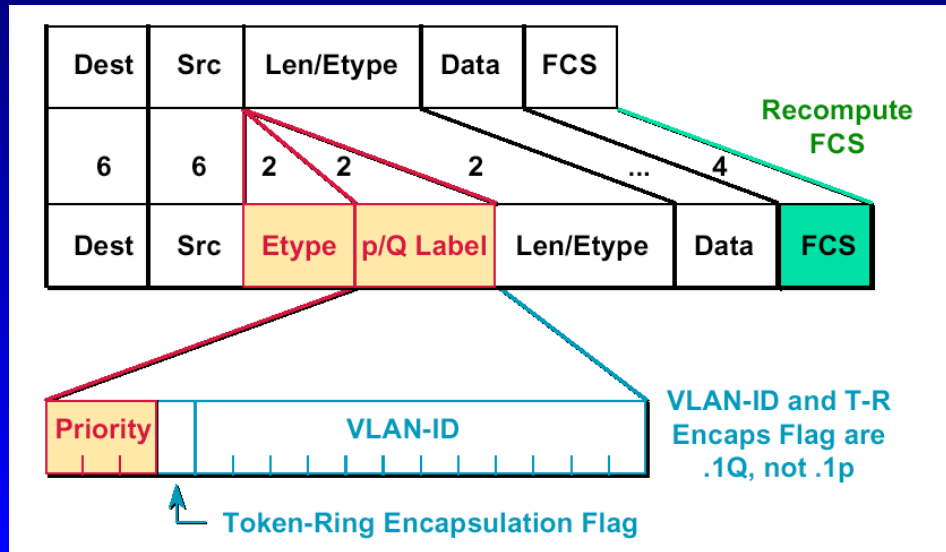 Dest Src Len/Etype Data FCS
Recompute
FCS
6 6 2 2 2 ... 4
Dest Src Etype p/Q Label Len/Etype Data FCS
Priority VLAN-ID
VLAN-ID and T-R
Encaps Flag are
.1Q, not .1p
Token-Ring Encapsulation Flag